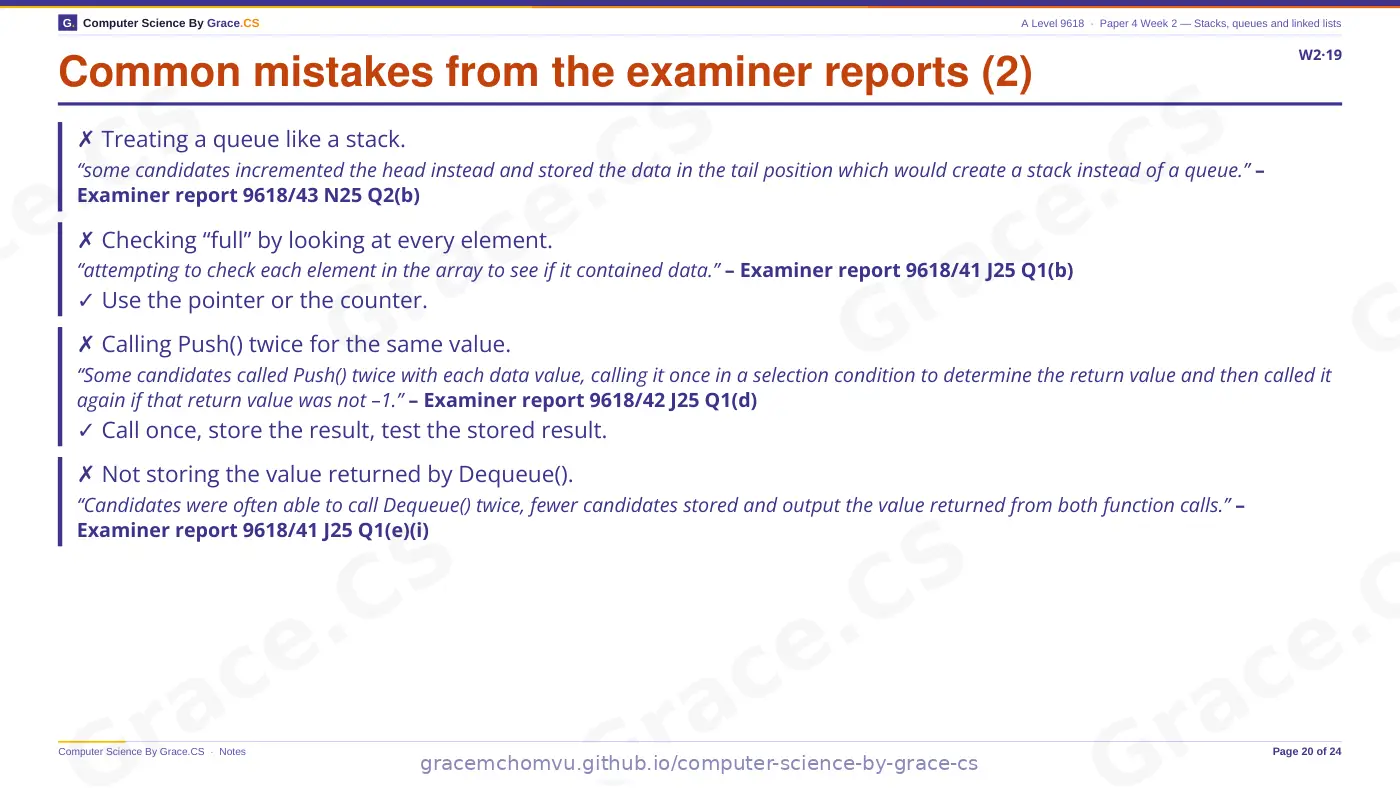 G. Computer Science By Grace.CS
A Level 9618 · Paper 4 Week 2 — Stacks, queues and linked lists
Common mistakes from the examiner reports (2)
W2·19
✗ Treating a queue like a stack.
“some candidates incremented the head instead and stored the data in the tail position which would create a stack instead of a queue.” –
Examiner report 9618/43 N25 Q2(b)
✗ Checking “full” by looking at every element.
“attempting to check each element in the array to see if it contained data.” – Examiner report 9618/41 J25 Q1(b)
✓ Use the pointer or the counter.
✗ Calling Push() twice for the same value.
“Some candidates called Push() twice with each data value, calling it once in a selection condition to determine the return value and then called it
again if that return value was not –1.” – Examiner report 9618/42 J25 Q1(d)
✓ Call once, store the result, test the stored result.
✗ Not storing the value returned by Dequeue().
“Candidates were often able to call Dequeue() twice, fewer candidates stored and output the value returned from both function calls.” –
Examiner report 9618/41 J25 Q1(e)(i)
Computer Science By Grace.CS · Notes
Page 20 of 24
gracemchomvu.github.io/computer-science-by-grace-cs